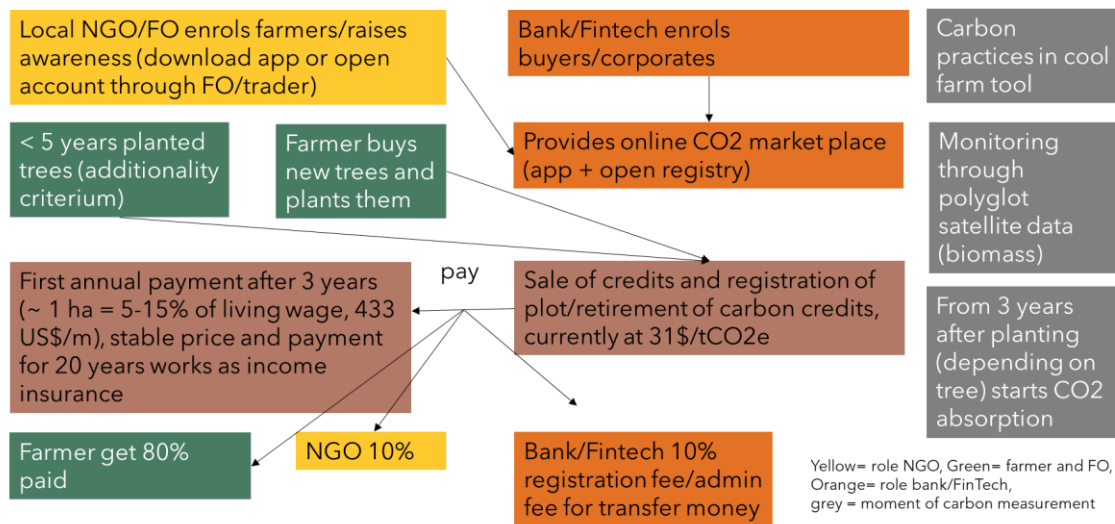 Local NGO/FO enrols farmers/raises
awareness (download app or open
account through FO/trader)
Bank/Fintech enrols
buyers/corporates
Carbon
practices in cool
farm tool
< 5 years planted
trees (additionality
criterium)
Farmer buys
new trees and
plants them
Provides online CO2 market place
(app + open registry)
Monitoring
through
polyglot
satellite data
(biomass)
First annual payment after 3 years
(~ 1 ha = 5-15% of living wage, 433
US$/m), stable price and payment
for 20 years works as income
insurance
pay
Sale of credits and registration of
plot/retirement of carbon credits,
currently at 31$/tCO2e
From 3 years
after planting
(depending on
tree) starts CO2
absorption
Farmer get 80%
paid
NGO 10%
Bank/Fintech 10%
registration fee/admin
fee for transfer money
Yellow= role NGO, Green= farmer and FO,
Orange= role bank/FinTech,
grey = moment of carbon measurement